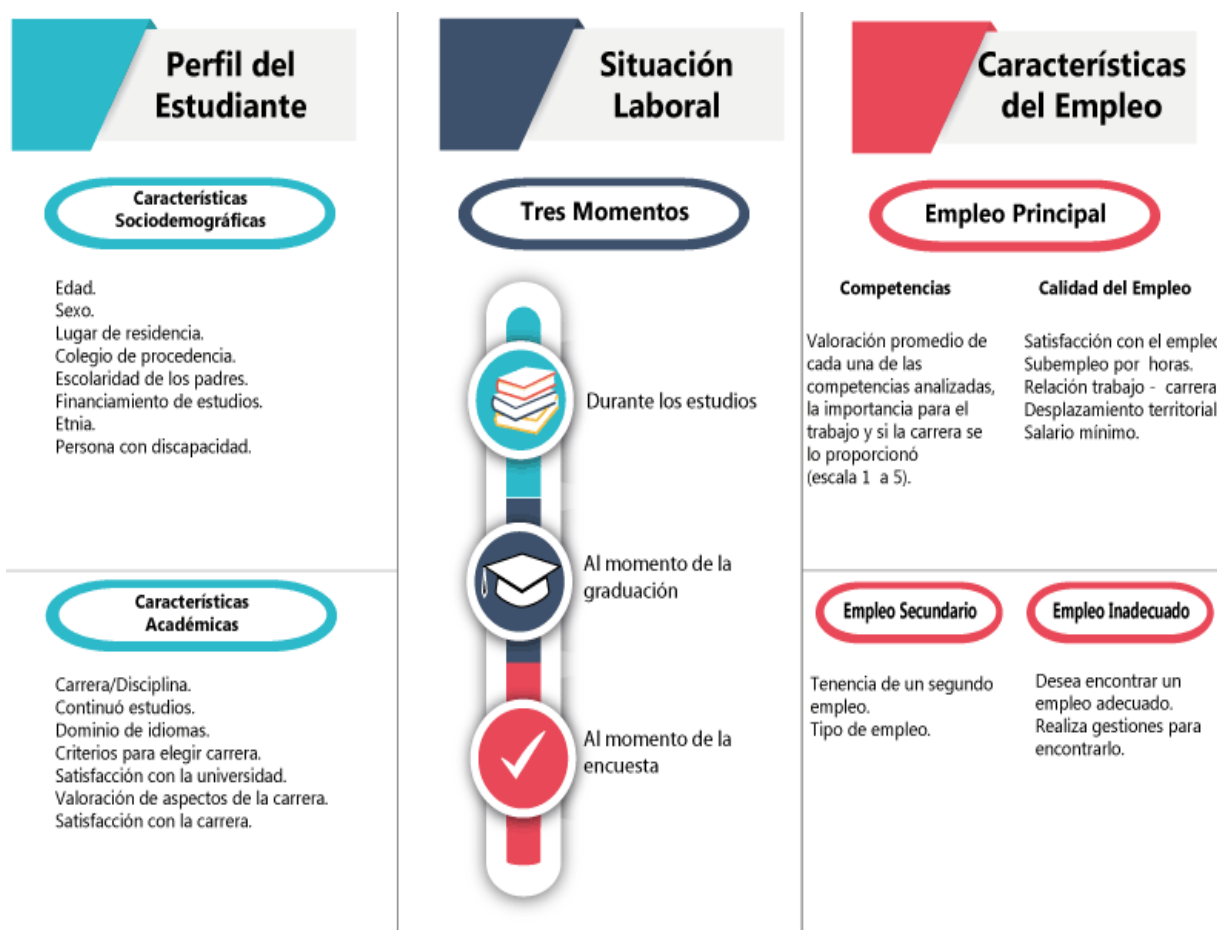 Perfil del
Estudiante
Características
Sociodemográficas
Edad.
Sexo.
Lugar de residencia.
Colegio de procedencia.
Escolaridad de los padres.
Financiamiento de estudios.
Etnia.
Persona con discapacidad.
Características
Académicas
Carrera/Disciplina.
Continuó estudios.
Dominio de idiomas.
Criterios para elegir carrera.
Satisfacción con la universidad.
Valoración de aspectos de la carrera.
Satisfacción con la carrera.
Situación
Laboral
Tres Momentos
Durante los estudios
Al momento de la
graduación
Al momento de la
encuesta
Características
del Empleo
Empleo Principal
Competencias
Valoración promedio de
cada una de las
competencias analizadas,
la importancia para el
trabajo y si la carrera se
lo proporcionó
(escala 1 a 5).
Calidad del Empleo
Satisfacción con el empleo
Subempleo por horas.
Relación trabajo - carrera
Desplazamiento territorial
Salario mínimo.
Empleo Secundario
Tenencia de un segundo
empleo.
Tipo de empleo.
Empleo Inadecuado
Desea encontrar un
empleo adecuado.
Realiza gestiones para
encontrarlo.